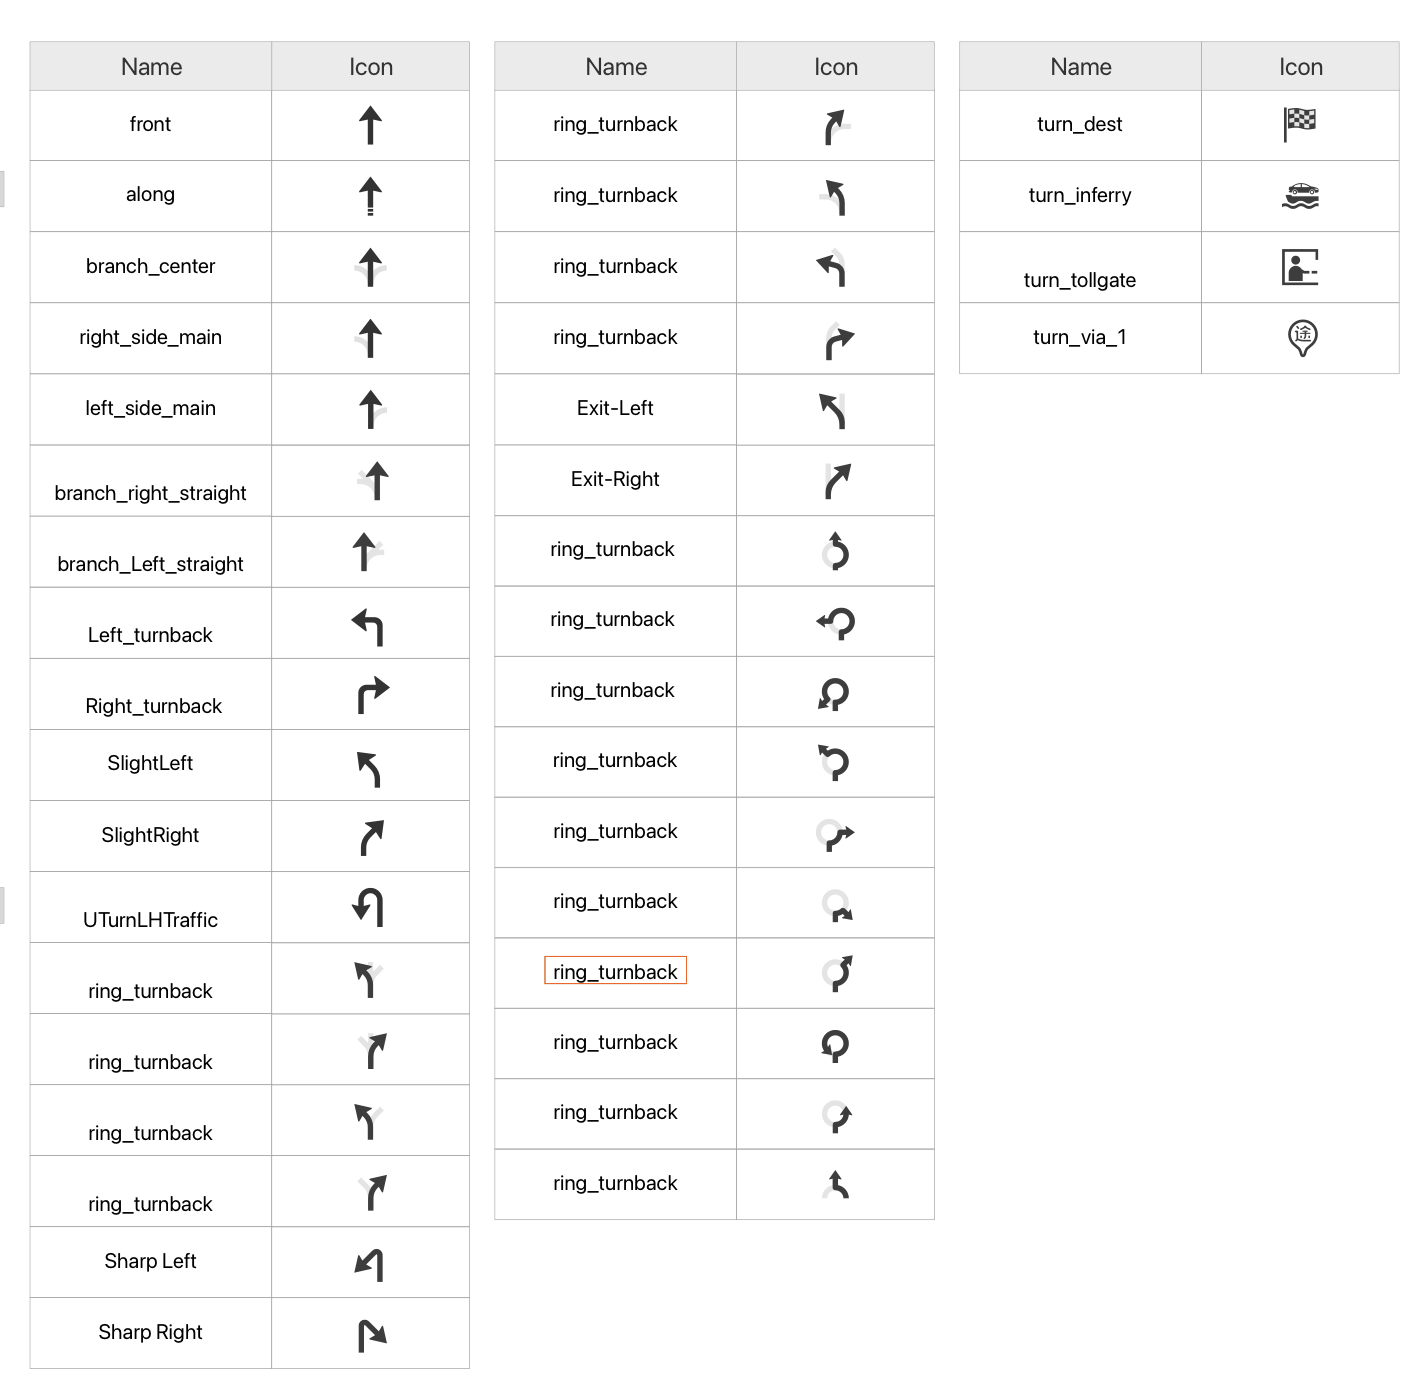 Name Icon
front
along
branch_center
right_side_main
left_side_main
branch_right_straight
branch_Left_straight
Left_turnback
Right_turnback
SlightLeft
SlightRight
UTurnLHTraffic
ring_turnback
ring_turnback
ring_turnback
ring_turnback
Sharp Left
Sharp Right
Name Icon
ring_turnback
ring_turnback
ring_turnback
ring_turnback
Exit-Left
Exit-Right
ring_turnback
ring_turnback
ring_turnback
ring_turnback
ring_turnback
ring_turnback
ring_turnback
ring_turnback
ring_turnback
ring_turnback
Name Icon
turn_dest
turn_inferry
turn_tollgate
turn_via_1 途